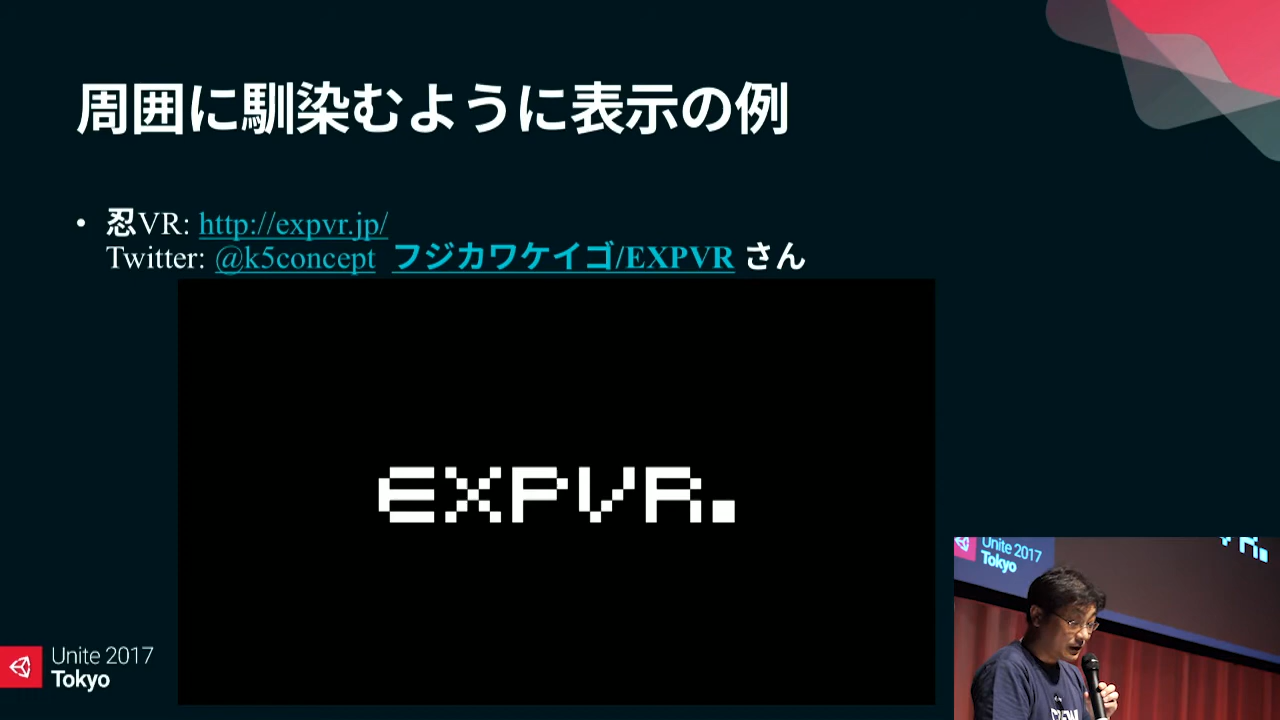 周囲に馴染むように表示の例
• 忍VR: http://expvr.jp/
Twitter: @k5concept フジカワケイゴ/EXPVR さん
EXPVR.
Unite 2017
Tokyo
Unite 2017
Tokyo
R.